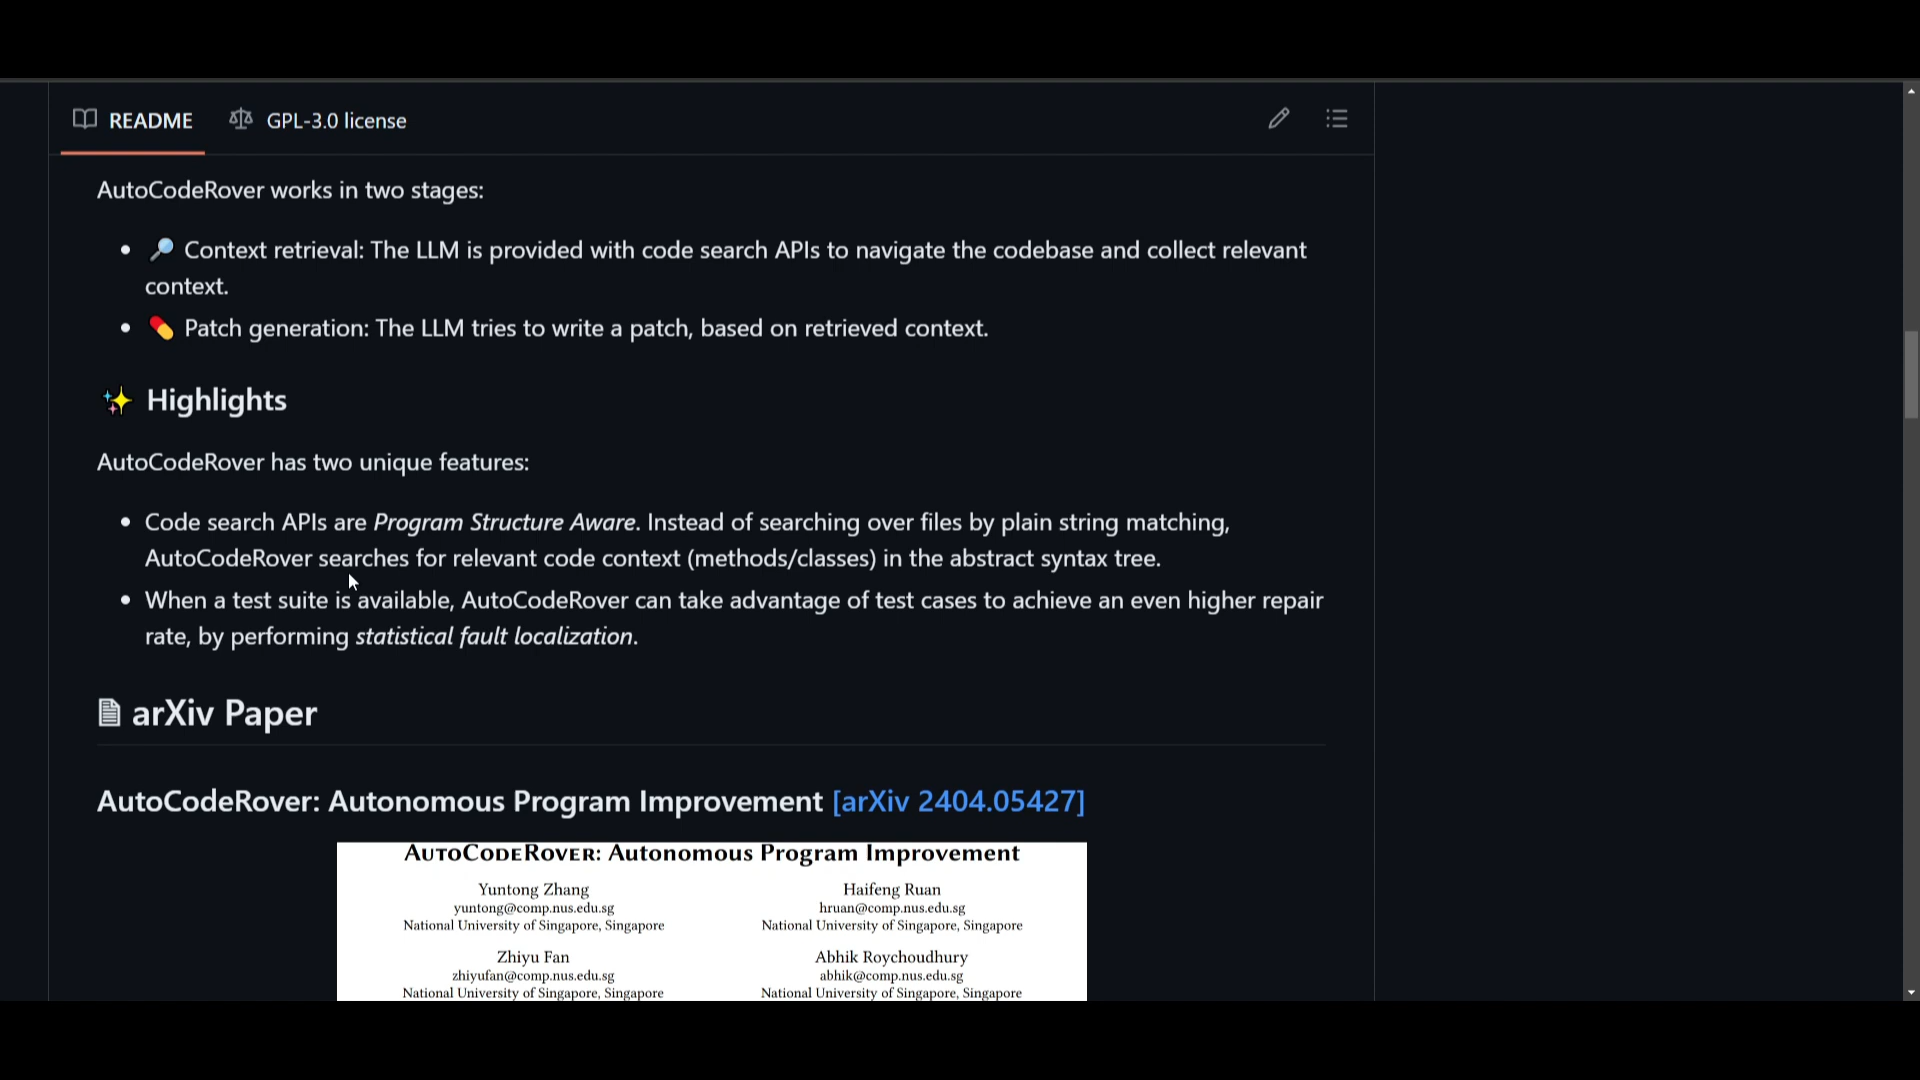 README GPL-3.0 license
AutoCodeRover works in two stages:
🔎 Context retrieval: The LLM is provided with code search APIs to navigate the codebase and collect relevant
context.
💊 Patch generation: The LLM tries to write a patch, based on retrieved context.
✨ Highlights
AutoCodeRover has two unique features:
Code search APIs are Program Structure Aware. Instead of searching over files by plain string matching,
AutoCodeRover searches for relevant code context (methods/classes) in the abstract syntax tree.
When a test suite is available, AutoCodeRover can take advantage of test cases to achieve an even higher repair
rate, by performing statistical fault localization.
arXiv Paper
AutoCodeRover: Autonomous Program Improvement [arXiv 2404.05427]
AUTOCODEROVER: Autonomous Program Improvement
Yuntong Zhang
yuntong@comp.nus.edu.sg
National University of Singapore, Singapore
Haifeng Ruan
hruan@comp.nus.edu.sg
National University of Singapore, Singapore
Zhiyu Fan
zhiyufan@comp.nus.edu.sg
National University of Singapore, Singapore
Abhik Roychoudhury
abhik@comp.nus.edu.sg
National University of Singapore, Singapore